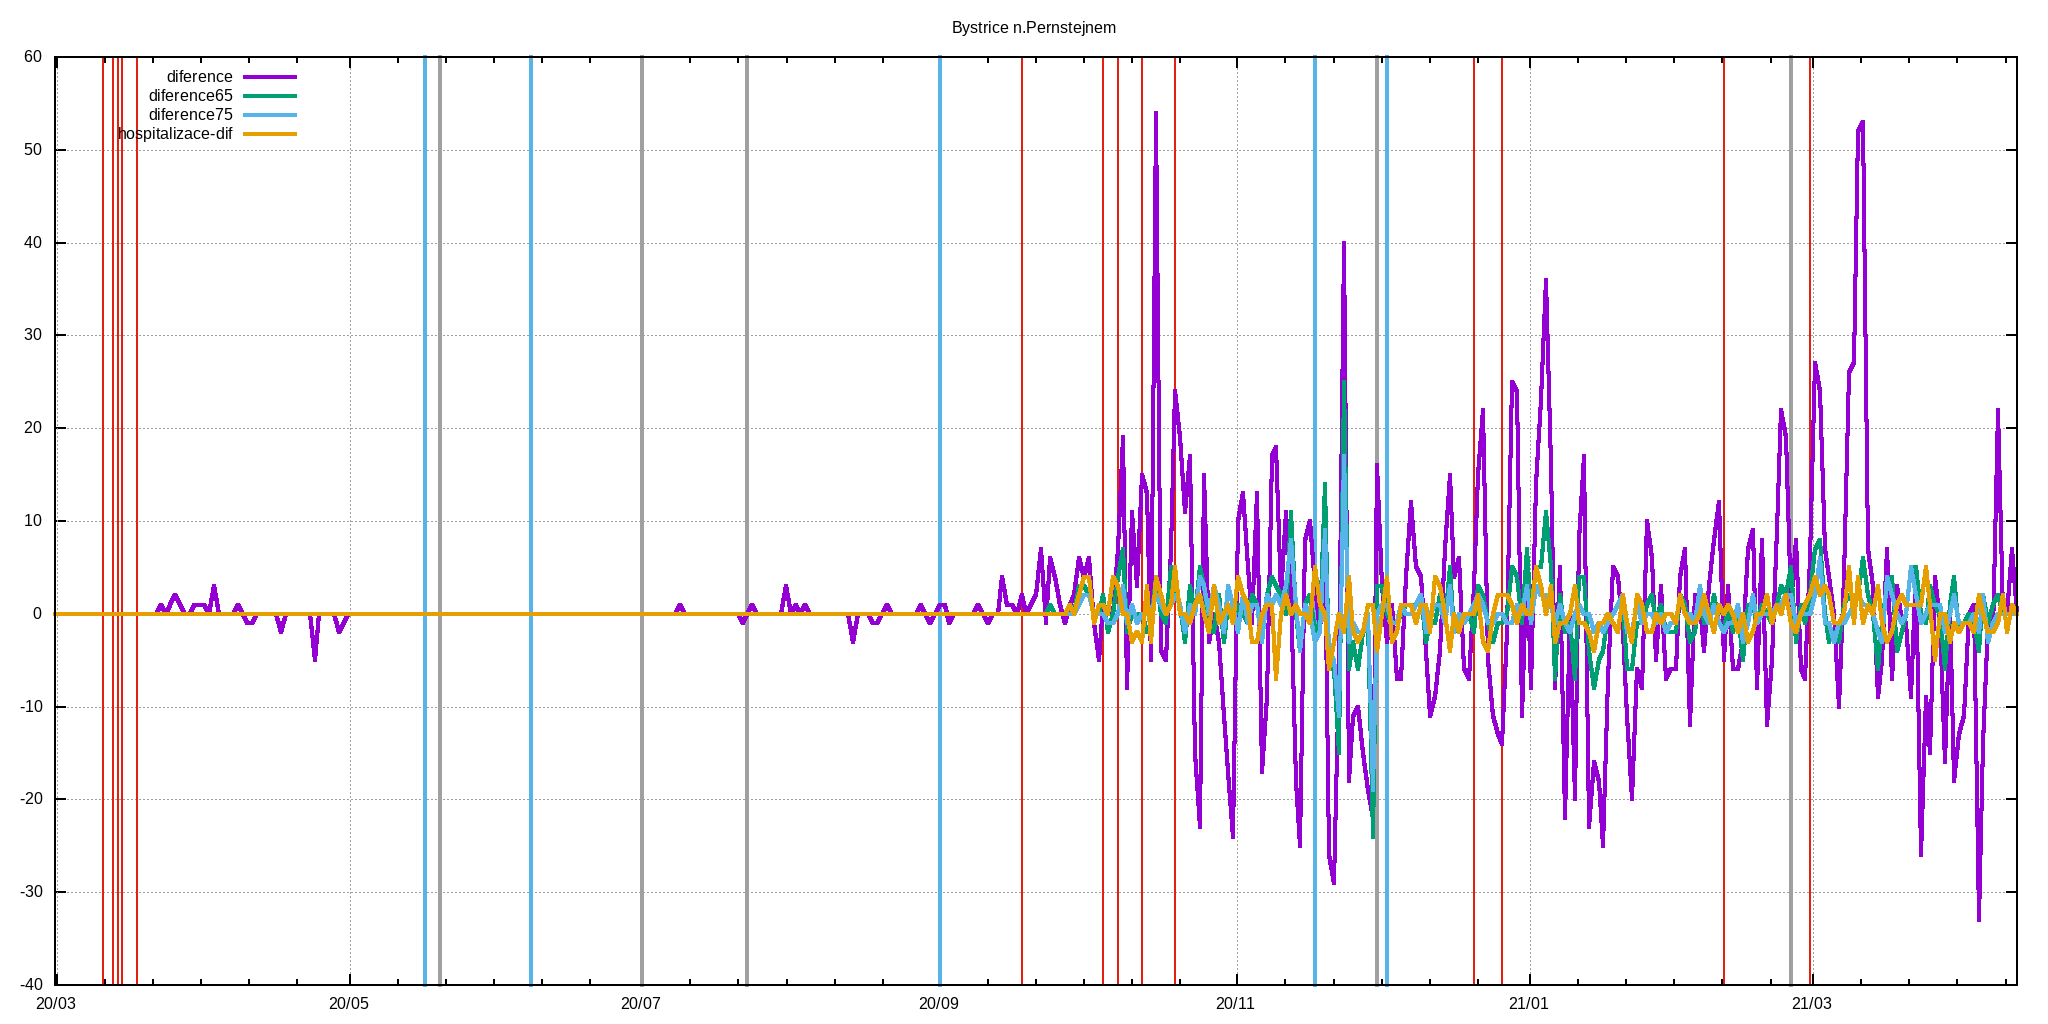 Bystrice n.Pernstejnem
60
50
40
30
20
10
0
-10
-20
-30
-40
diference
diference65
diference75
hospitalizace-dif
20/03 20/05 20/07 20/09 20/11 21/01 21/03